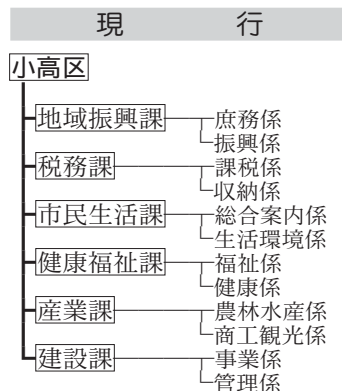 現 行
小高区
地域振興課 庶務係
振興係
税務課 課税係
収納係
市民生活課 総合案内係
生活環境係
健康福祉課 福祉係
健康係
産業課 農林水産係
商工観光係
建設課 事業係
管理係